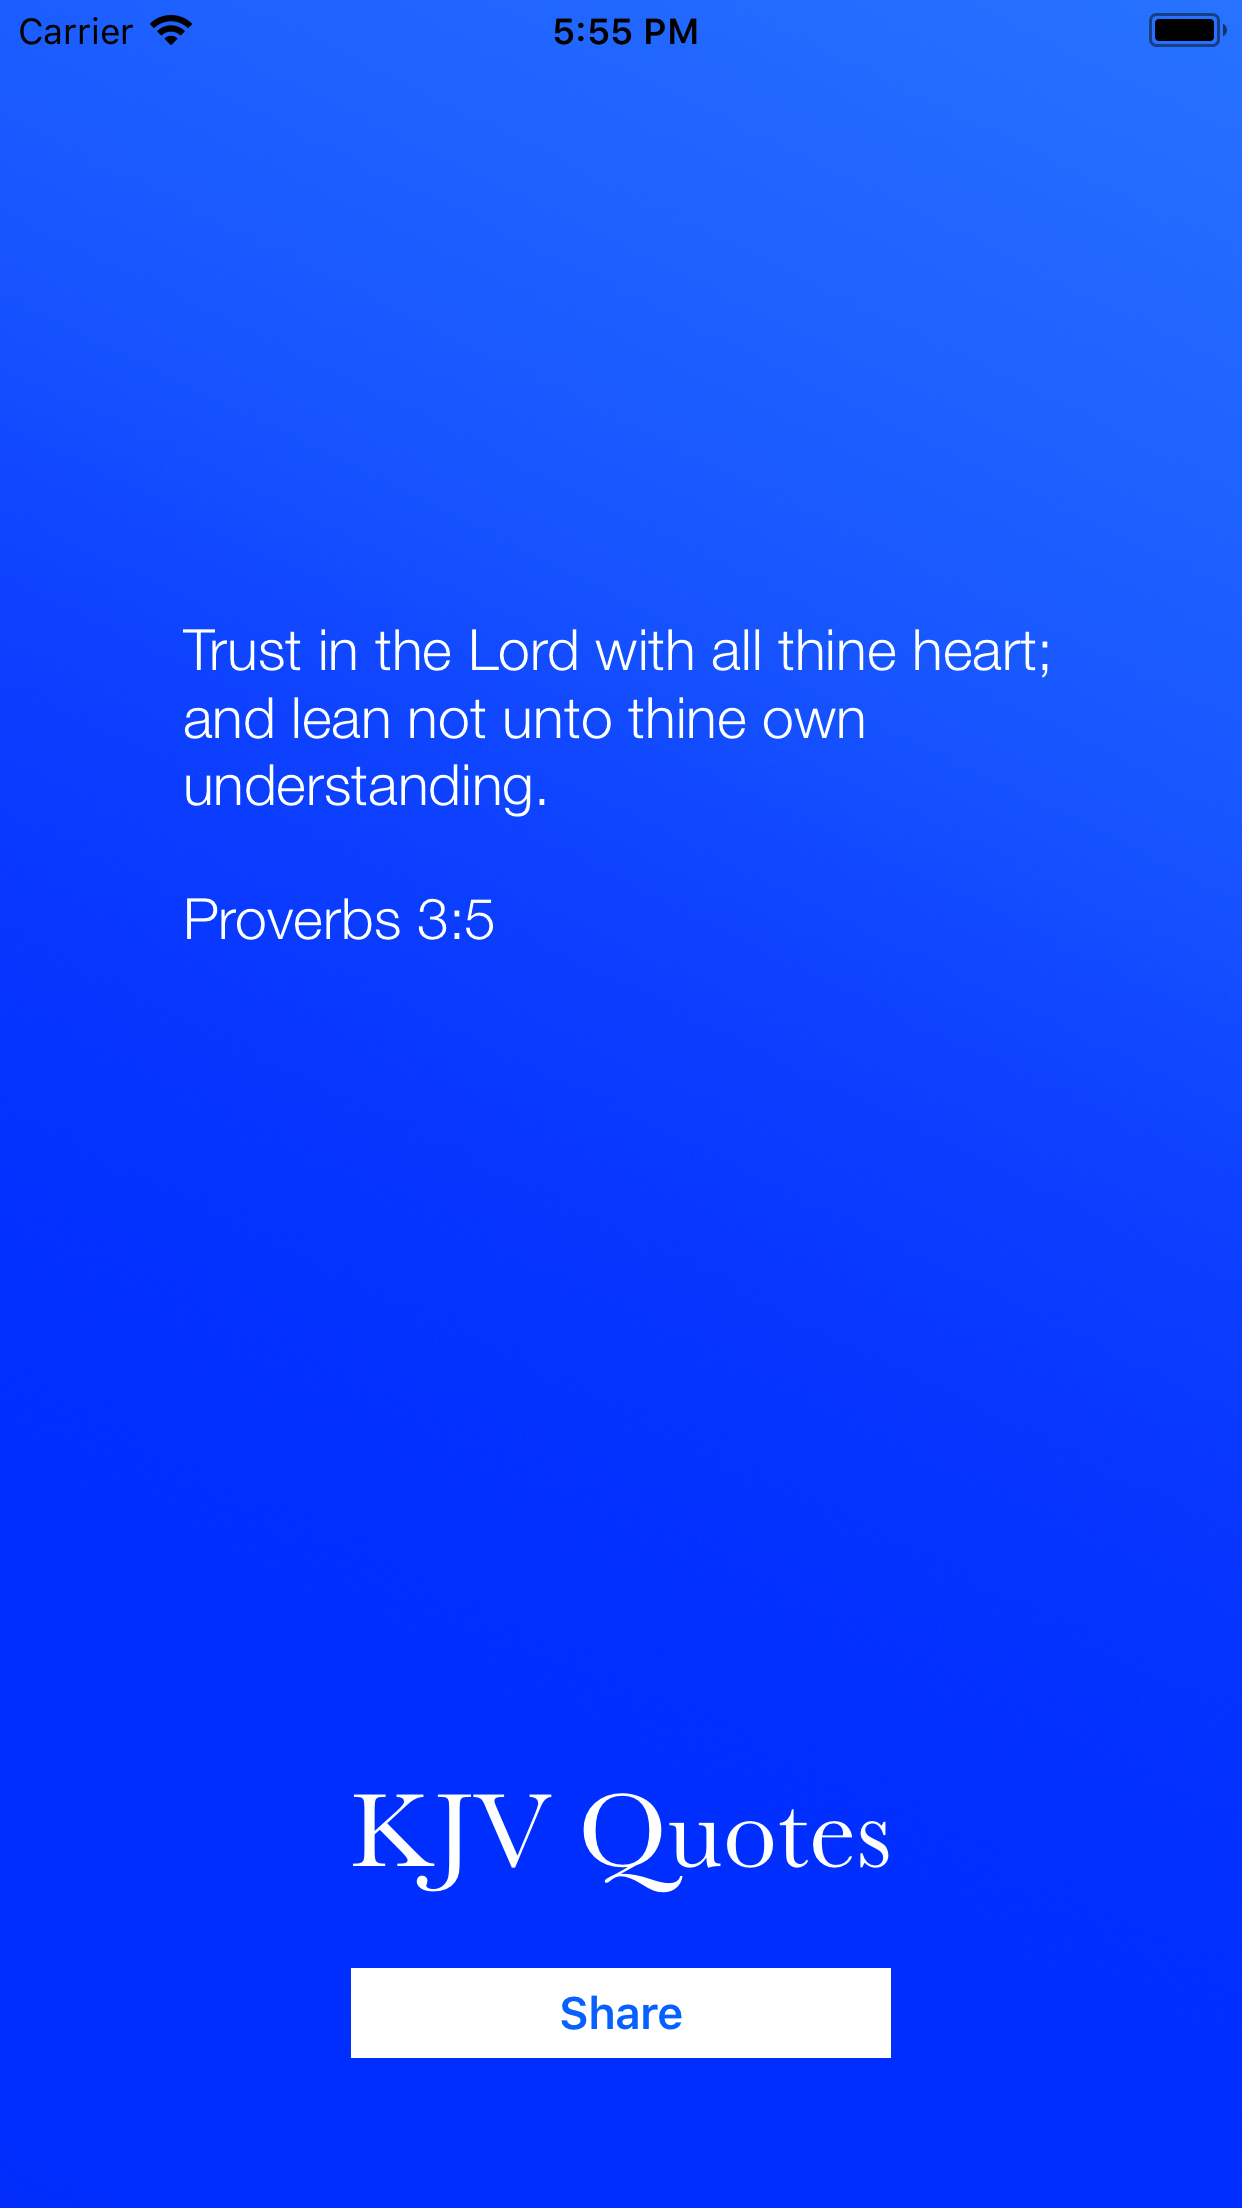 Carrier 5:55 PM
Trust in the Lord with all thine heart;
and lean not unto thine own
understanding.
Proverbs 3:5
KJV Quotes
Share